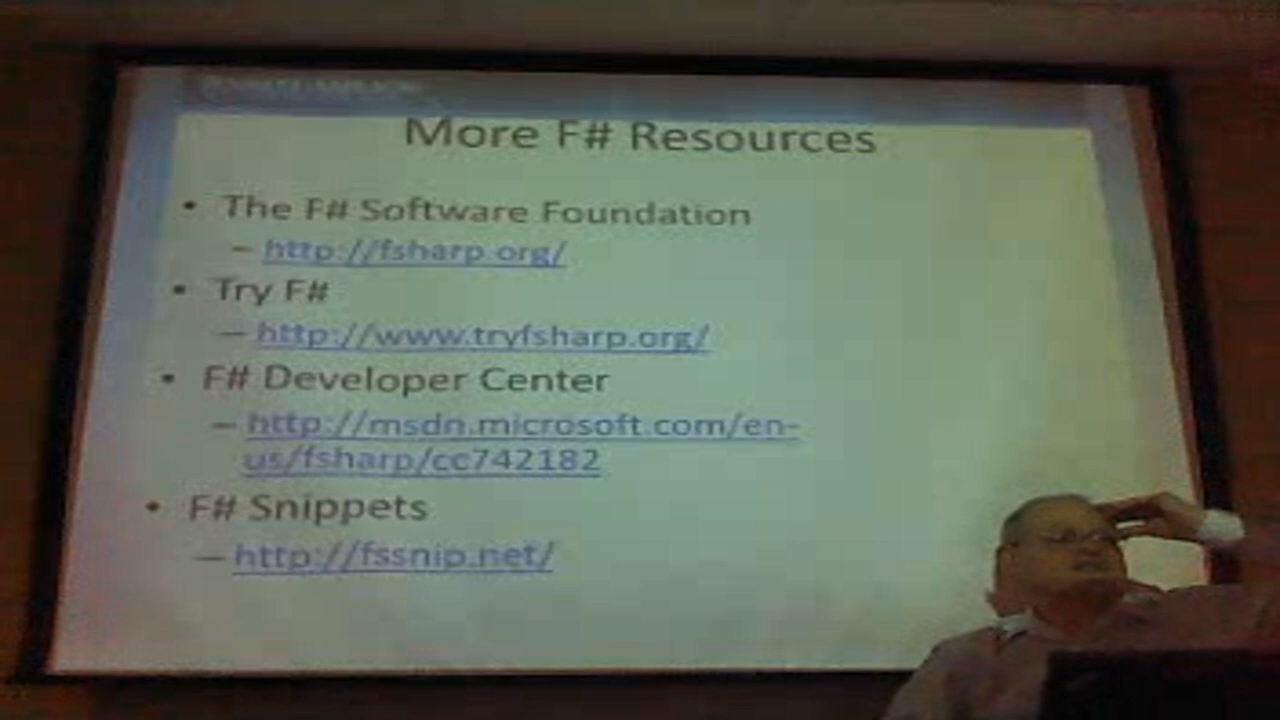 More F# Resources
• The F# Software Foundation
– http://fsharp.org/
• Try F#
– http://www.tryfsharp.org/
• F# Developer Center
– http://msdn.microsoft.com/en-
us/fsharp/cc742182
• F# Snippets
– http://fssnip.net/